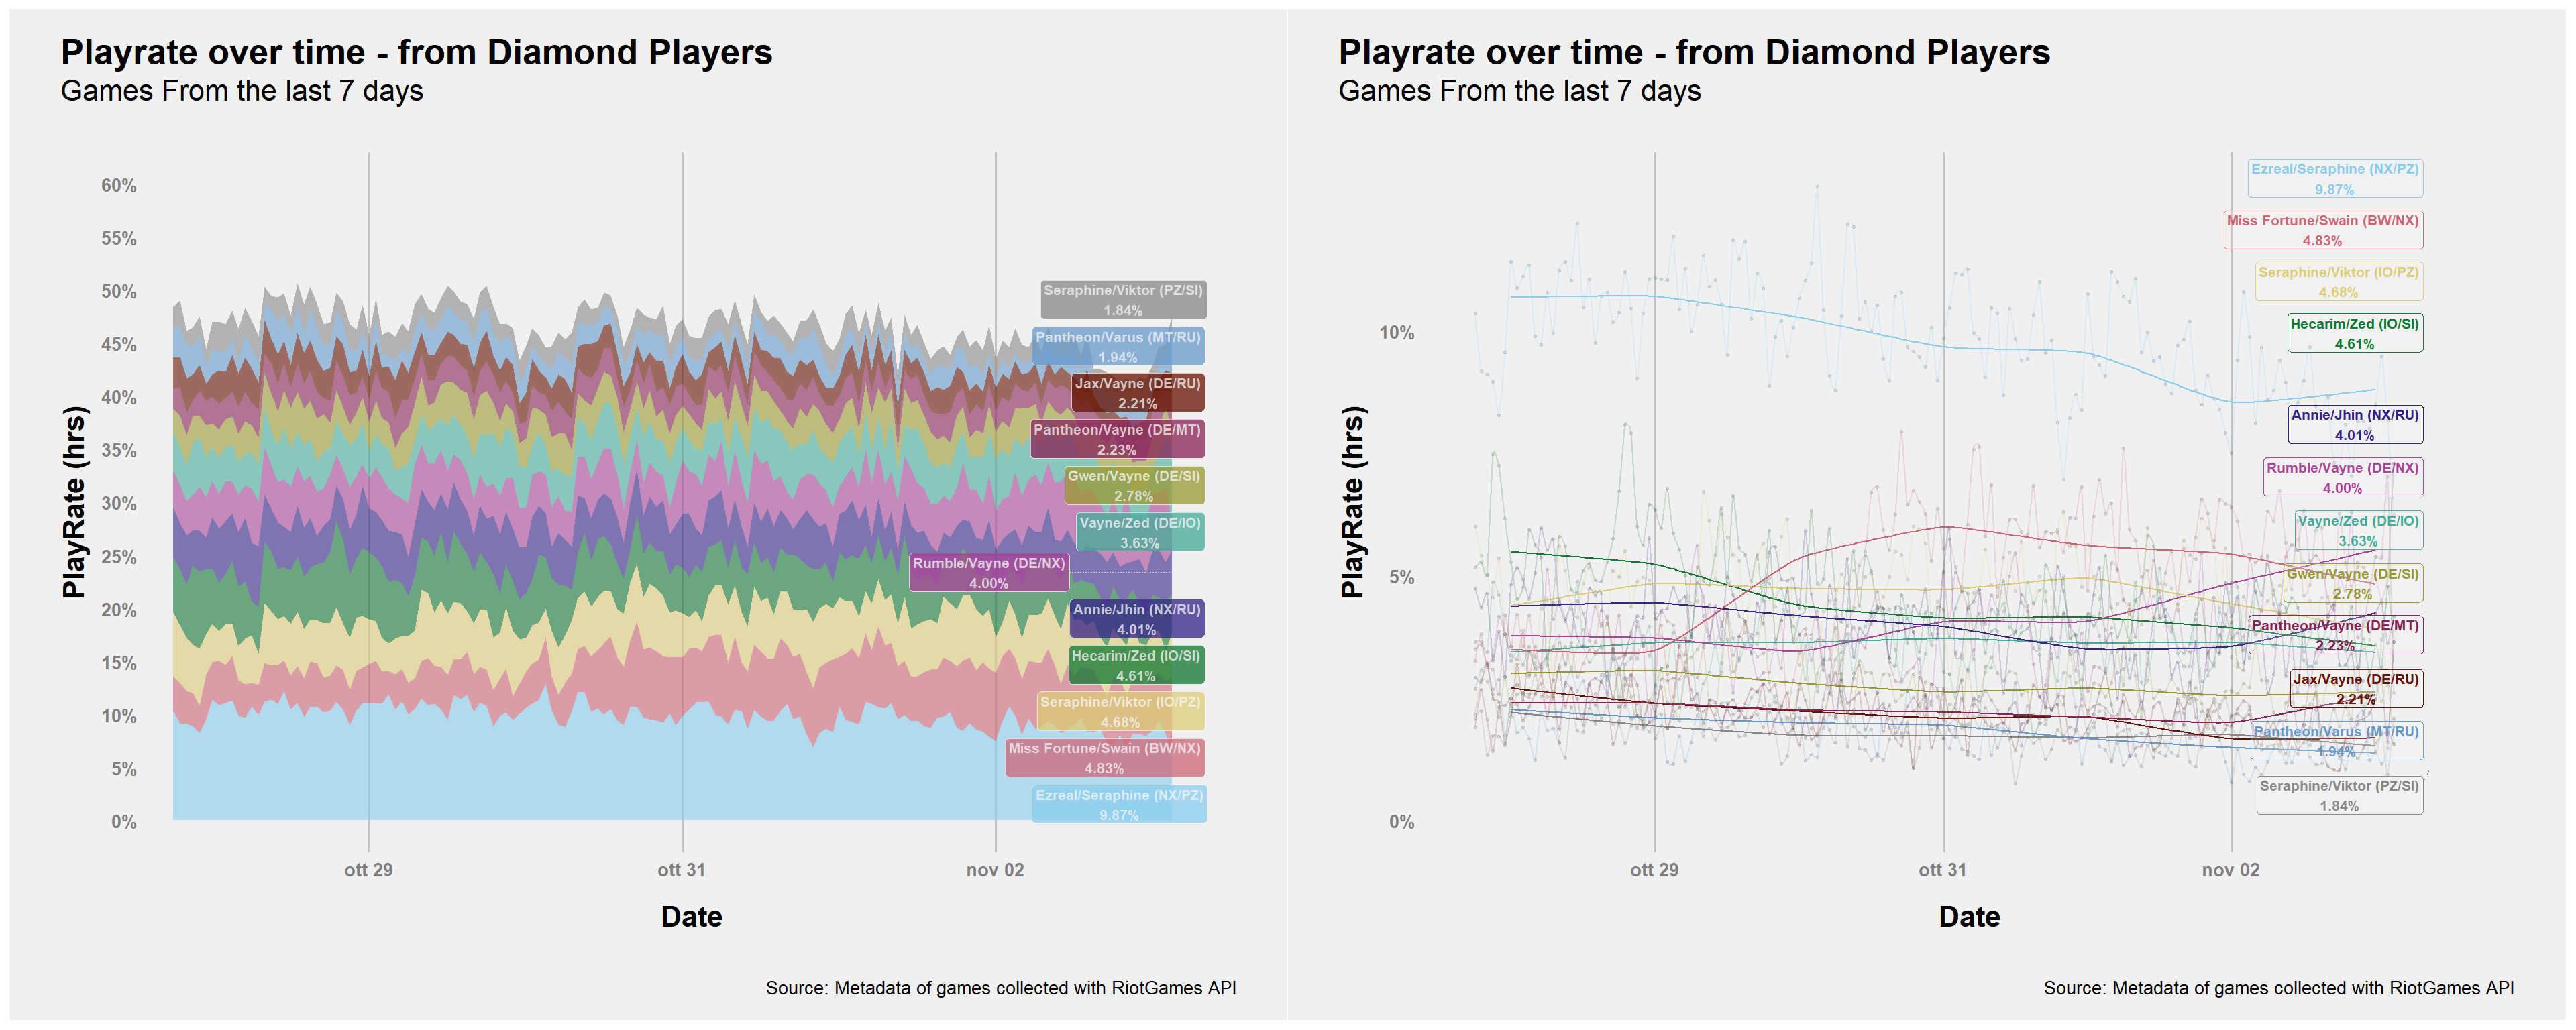 Playrate over time - from Diamond Players
Games From the last 7 days
PlayRate (hrs)
60%
55%
50%
45%
40%
35%
30%
25%
20%
15%
10%
5%
0%
Seraphine/Viktor (PZ/SI)
1.84%
Pantheon/Varus (MT/RU)
1.94%
Jax/Vayne (DE/RU)
2.21%
Pantheon/Vayne (DE/MT)
2.23%
Gwen/Vayne (DE/SI)
2.78%
Vayne/Zed (DE/IO)
3.63%
Rumble/Vayne (DE/NX)
4.00%
Annie/Jhin (NX/RU)
4.01%
Hecarim/Zed (IO/SI)
4.61%
Seraphine/Viktor (IO/PZ)
4.68%
Miss Fortune/Swain (BW/NX)
4.83%
Ezreal/Seraphine (NX/PZ)
9.87%
ott 29
ott 31
nov 02
Date
Source: Metadata of games collected with RiotGames API
Playrate over time - from Diamond Players
Games From the last 7 days
PlayRate (hrs)
10%
5%
0%
Ezreal/Seraphine (NX/PZ)
9.87%
Miss Fortune/Swain (BW/NX)
4.83%
Seraphine/Viktor (IO/PZ)
4.68%
Hecarim/Zed (IO/SI)
4.61%
Annie/Jhin (NX/RU)
4.01%
Rumble/Vayne (DE/NX)
4.00%
Vayne/Zed (DE/IO)
3.63%
Gwen/Vayne (DE/SI)
2.78%
Pantheon/Vayne (DE/MT)
2.23%
Jax/Vayne (DE/RU)
2.21%
Pantheon/Varus (MT/RU)
1.94%
Seraphine/Viktor (PZ/SI)
1.84%
ott 29
ott 31
nov 02
Date
Source: Metadata of games collected with RiotGames API